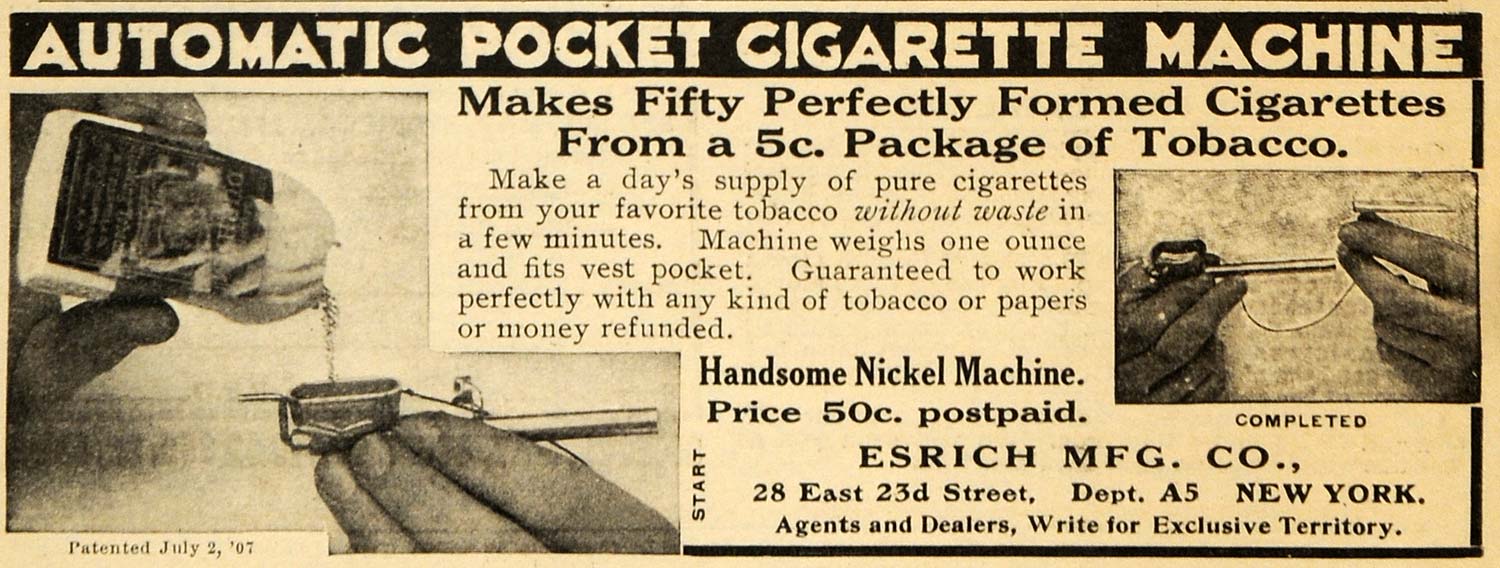 AUTOMATIC POCKET CIGARETTE MACHINE
Makes Fifty Perfectly Formed Cigarettes
From a 5c. Package of Tobacco.
Make a day's supply of pure cigarettes
from your favorite tobacco without waste in
a few minutes. Machine weighs one ounce
and fits vest pocket. Guaranteed to work
perfectly with any kind of tobacco or papers
or money refunded.
Handsome Nickel Machine.
Price 50c. postpaid.
COMPLETED
START
ESRICH MFG. CO.,
28 East 23d Street, Dept. A5 NEW YORK.
Agents and Dealers, Write for Exclusive Territory.
Patented July 2, '07